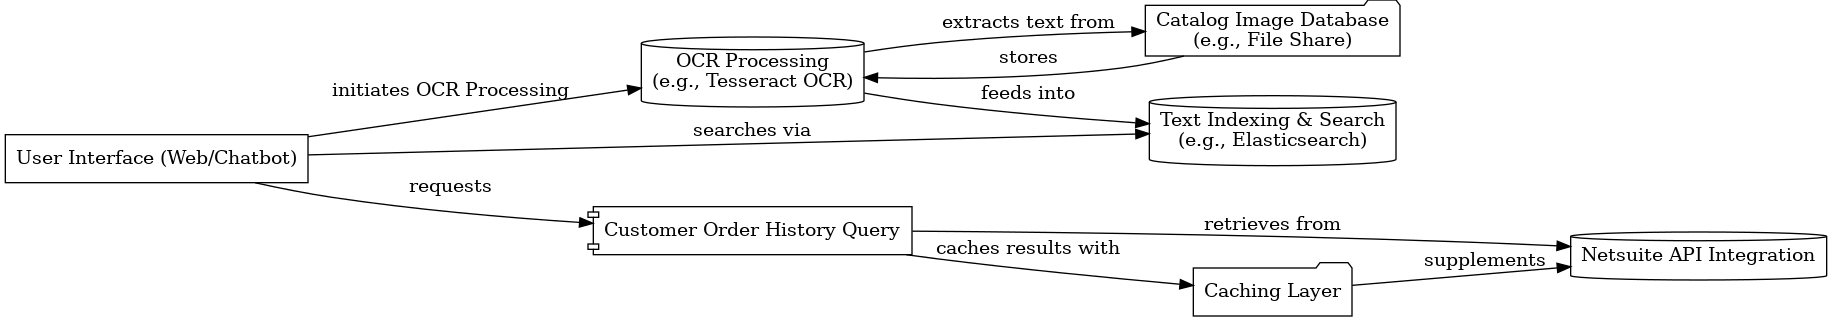 extracts text from
Catalog Image Database
(e.g., File Share)
OCR Processing
(e.g., Tesseract OCR)
stores
initiates OCR Processing
feeds into
Text Indexing & Search
(e.g., Elasticsearch)
searches via
User Interface (Web/Chatbot)
requests
Customer Order History Query
retrieves from
caches results with
Netsuite API Integration
supplements
Caching Layer